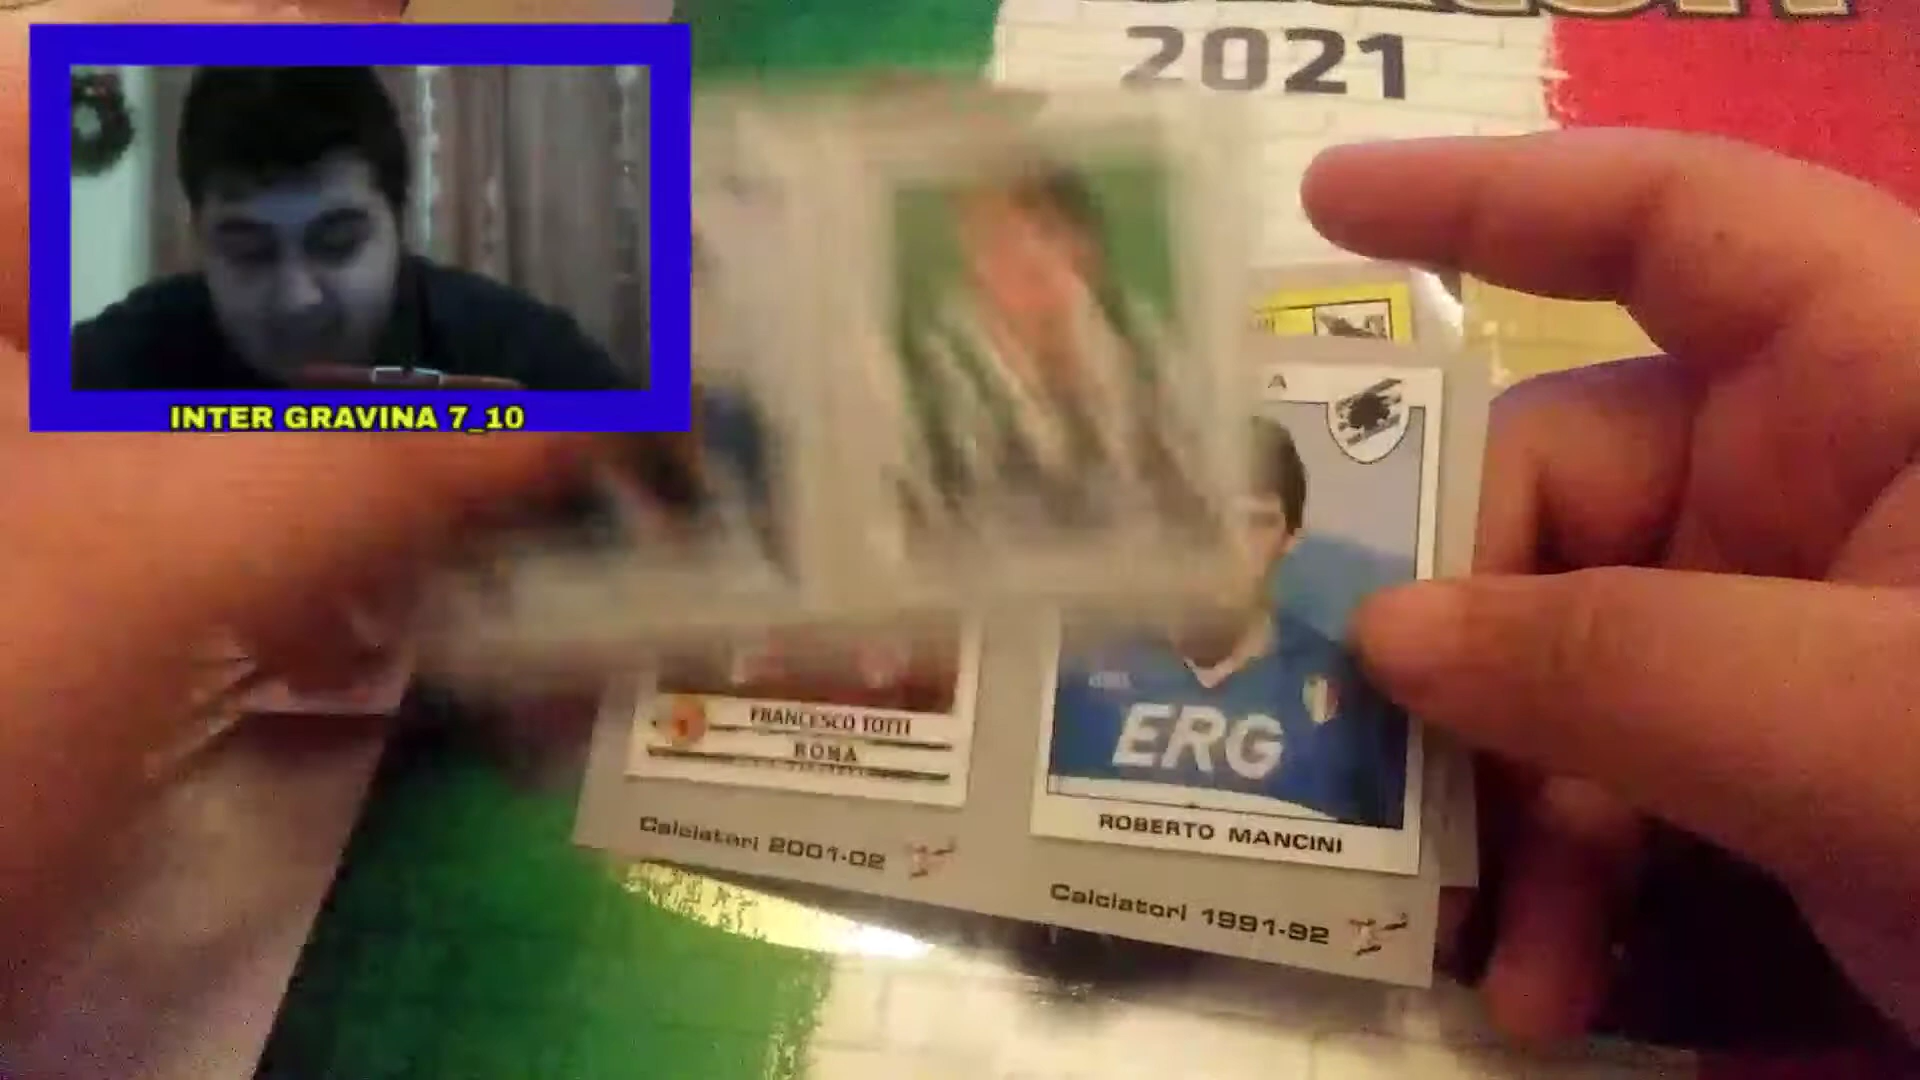 2021
INTER GRAVINA 7_10
A
FRANCESCO TOTTI
ROMA
ERG
ROBERTO MANCINI
Calciatori 2001-02
Calciatori 1991-92